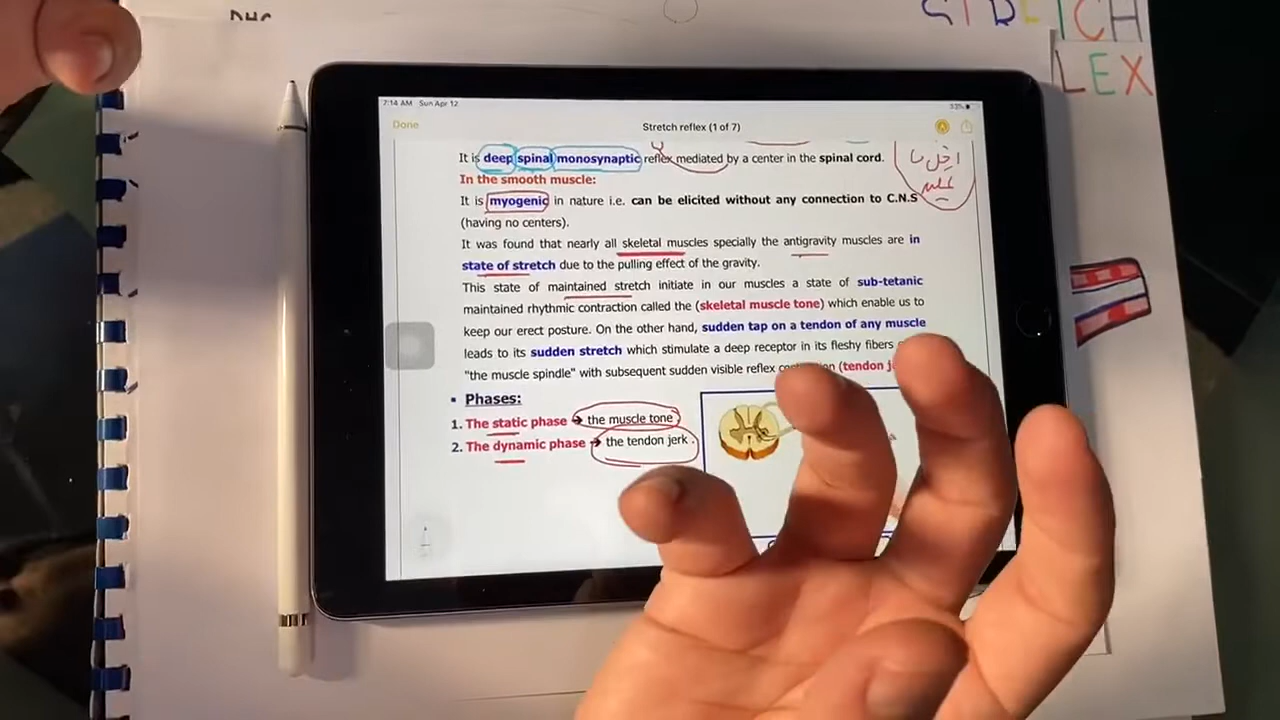 STRETCH
LEX
7:14 AM Sun Apr 12
53%
Done
Stretch reflex (1 of 7)
It is deep spinal monosynaptic reflex mediated by a center in the spinal cord.
In the smooth muscle:
It is myogenic in nature i.e. can be elicited without any connection to C.N.S
(having no centers).
It was found that nearly all skeletal muscles specially the antigravity muscles are in
state of stretch due to the pulling effect of the gravity.
This state of maintained stretch initiate in our muscles a state of sub-tetanic
maintained rhythmic contraction called the (skeletal muscle tone) which enable us to
keep our erect posture. On the other hand, sudden tap on a tendon of any muscle
leads to its sudden stretch which stimulate a deep receptor in its fleshy fibers
"the muscle spindle" with subsequent sudden visible reflex (tendon
▪ Phases:
1. The static phase ➔ the muscle tone
2. The dynamic phase ➔ the tendon jerk.